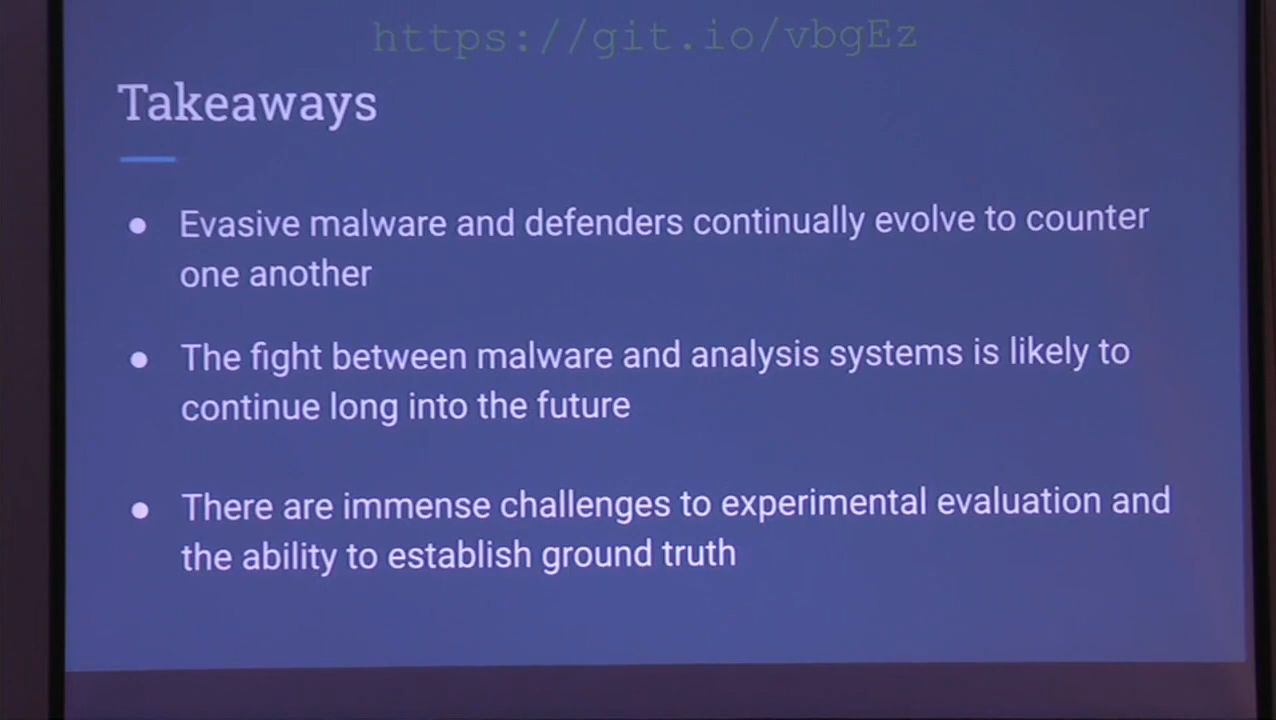 https://git.io/vbgEz
Takeaways
● Evasive malware and defenders continually evolve to counter
one another
● The fight between malware and analysis systems is likely to
continue long into the future
● There are immense challenges to experimental evaluation and
the ability to establish ground truth